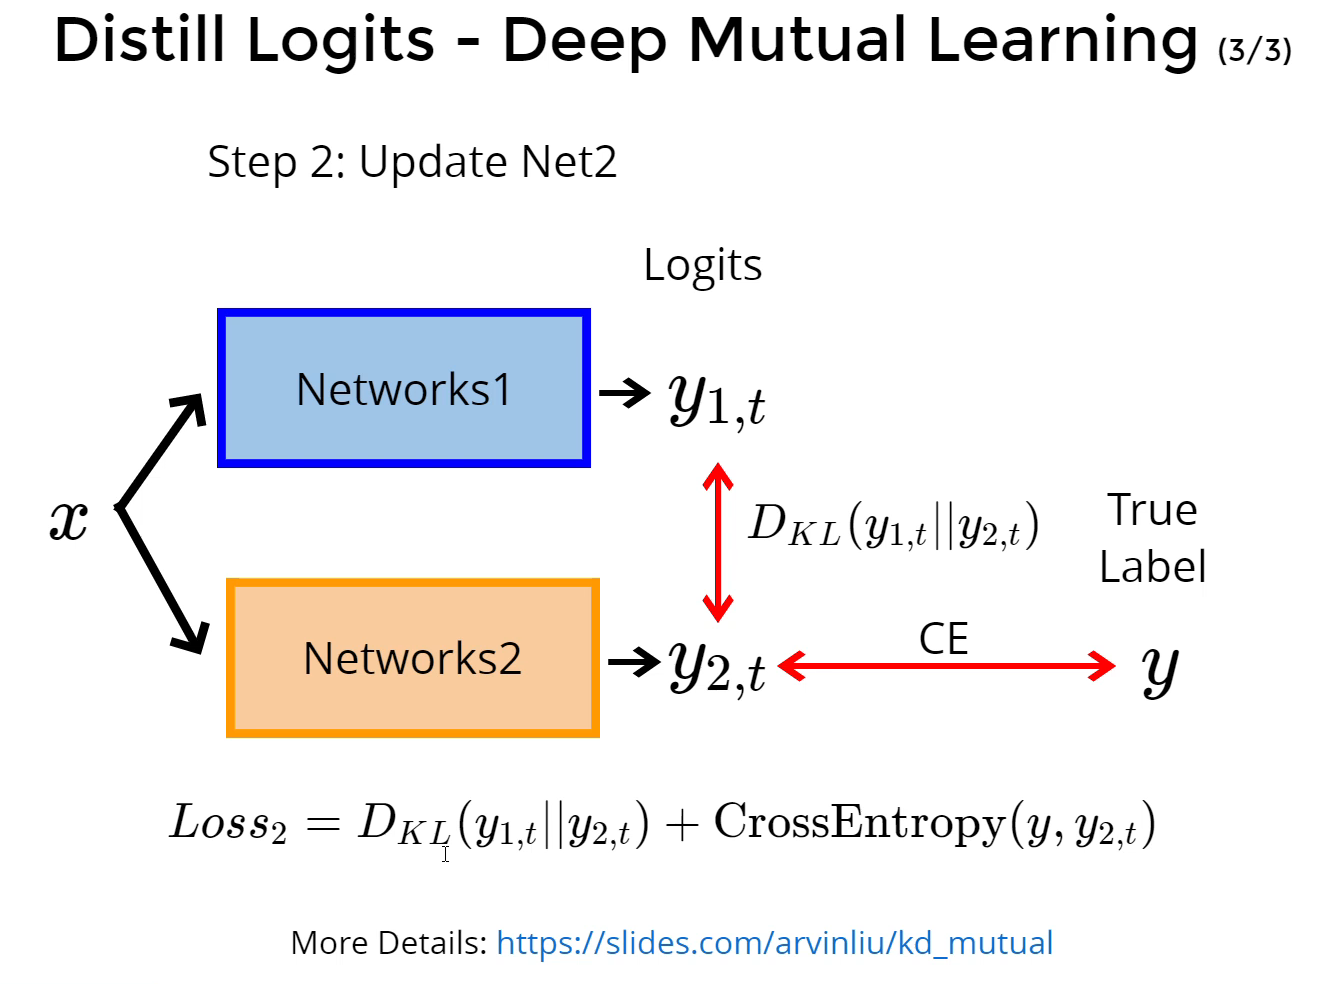 Distill Logits - Deep Mutual Learning (3/3)
Step 2: Update Net2
Logits
Networks1
y_{1,t}
x
D_{KL}(y_{1,t}||y_{2,t})
True
Label
Networks2
y_{2,t}
CE
y
Loss_2 = D_{KL}(y_{1,t}||y_{2,t}) + CrossEntropy(y, y_{2,t})
More Details: https://slides.com/arvinliu/kd_mutual